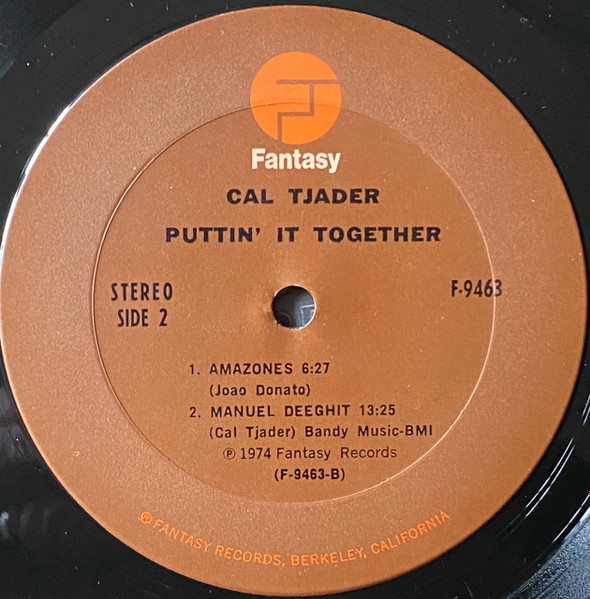 Fantasy
CAL TJADER
PUTTIN' IT TOGETHER
STEREO
SIDE 2
F-9463
1. AMAZONES 6:27
(Joao Donato)
2. MANUEL DEEGHIT 13:25
(Cal Tjader) Bandy Music-BMI
℗ 1974 Fantasy Records
(F-9463-B)
® FANTASY RECORDS, BERKELEY, CALIFORNIA